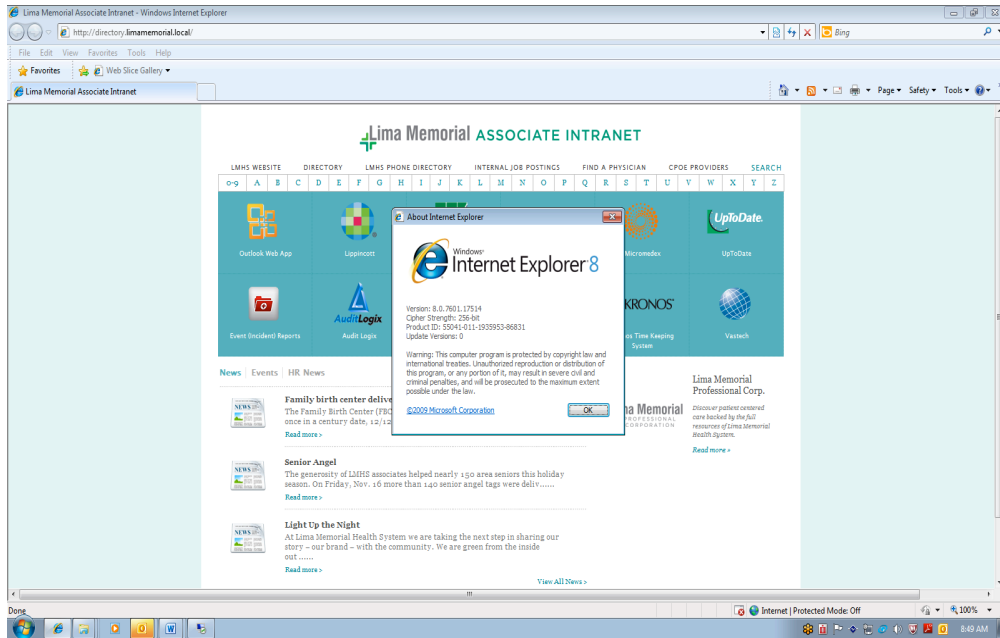 Lima Memorial Associate Intranet - Windows Internet Explorer
http://directory.limamemorial.local/
Bing
File Edit View Favorites Tools Help
Favorites Web Slice Gallery
Lima Memorial Associate Intranet
Page Safety Tools
Lima Memorial ASSOCIATE INTRANET
LMHS WEBSITE DIRECTORY LMHS PHONE DIRECTORY INTERNAL JOB POSTINGS FIND A PHYSICIAN CPOE PROVIDERS SEARCH
0-9 A B C D E F G H I J K L M N O P Q R S T U V W X Y Z
UpToDate.
Outlook Web App
Lippincott
Micromedex
UpToDate
AuditLogix
KRONOS
Event (Incident) Reports
Audit Logix
Time Keeping
System
Vastech
About Internet Explorer
Windows
Internet Explorer 8
Version: 8.0.7601.17514
Cipher Strength: 256-bit
Product ID: 55041-011-1935953-86831
Update Versions: 0
Warning: This computer program is protected by copyright law and
international treaties. Unauthorized reproduction or distribution of
this program, or any portion of it, may result in severe civil and
criminal penalties, and will be prosecuted to the maximum extent
possible under the law.
©2009 Microsoft Corporation
OK
News Events HR News
NEWS
Family birth center delive
The Family Birth Center (FBC
once in a century date, 12/12
Read more >
NEWS
Senior Angel
The generosity of LMHS associates helped nearly 150 area seniors this holiday
season. On Friday, Nov. 16 more than 140 senior angel tags were deliv......
Read more >
NEWS
Light Up the Night
At Lima Memorial Health System we are taking the next step in sharing our
story – our brand – with the community. We are green from the inside
out ......
Read more >
View All News >
Memorial
PROFESSIONAL
CORPORATION
Lima Memorial
Professional Corp.
Discover patient centered
care backed by the full
resources of Lima Memorial
Health System.
Read more »
Done
Internet | Protected Mode: Off
100%
8:49 AM